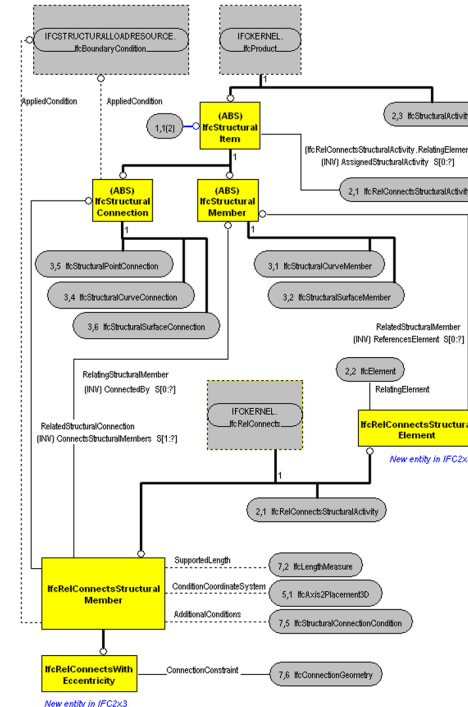 IFCSTRUCTURALLOADRESOURCE.
IfcBoundaryCondition
IFCKERNEL.
IfcProduct
1
AppliedCondition
AppliedCondition
1,1(2)
(ABS)
IfcStructural
Item
1
2,3 IfcStructuralActivity
(IfcRelConnectsStructuralActivity.RelatingElemen
(INV) AssignedStructuralActivity S[0:?]
2,1 IfcRelConnectsStructuralActivity
(ABS)
IfcStructural
Connection
1
(ABS)
IfcStructural
Member
1
3,5 IfcStructuralPointConnection
3,4 IfcStructuralCurveConnection
3,6 IfcStructuralSurfaceConnection
3,1 IfcStructuralCurveMember
3,2 IfcStructuralSurfaceMember
RelatedStructuralMember
(INV) ReferencesElement S[0:?]
RelatingStructuralMember
(INV) ConnectedBy S[0:?]
2,2 IfcElement
RelatingElement
IFCKERNEL.
IfcRelConnects
1
RelatedStructuralConnection
(INV) ConnectsStructuralMembers S[1:?]
IfcRelConnectsStructura
Element
New entity in IFC2x
2,1 IfcRelConnectsStructuralActivity
IfcRelConnectsStructural
Member
SupportedLength
7,2 IfcLengthMeasure
ConditionCoordinateSystem
5,1 IfcAxis2Placement3D
AdditionalConditions
7,5 IfcStructuralConnectionCondition
IfcRelConnectsWith
Eccentricity
ConnectionConstraint
7,6 IfcConnectionGeometry
New entity in IFC2x3